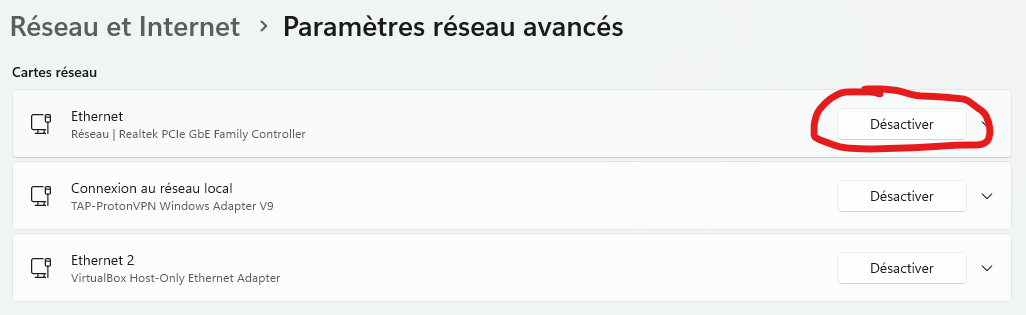 Réseau et Internet > Paramètres réseau avancés
Cartes réseau
Ethernet
Réseau | Realtek PCIe GbE Family Controller
Désactiver
Connexion au réseau local
TAP-ProtonVPN Windows Adapter V9
Désactiver
Ethernet 2
VirtualBox Host-Only Ethernet Adapter
Désactiver